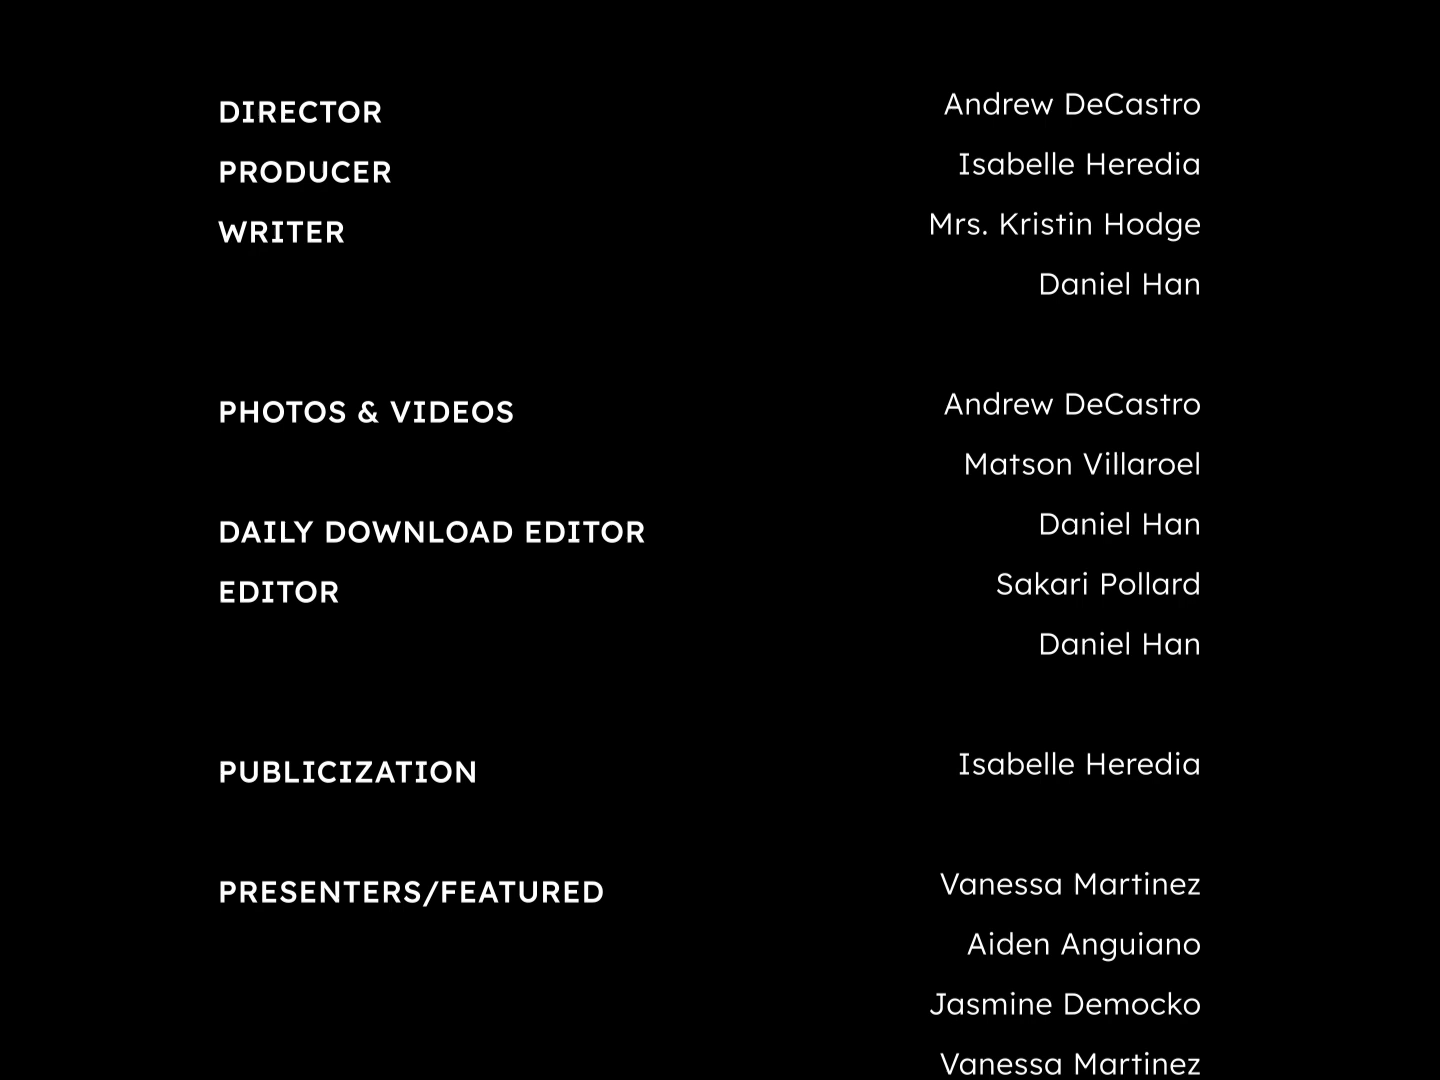 DIRECTOR Andrew DeCastro
PRODUCER Isabelle Heredia
WRITER Mrs. Kristin Hodge
Daniel Han
PHOTOS & VIDEOS Andrew DeCastro
Matson Villaroel
DAILY DOWNLOAD EDITOR Daniel Han
EDITOR Sakari Pollard
Daniel Han
PUBLICIZATION Isabelle Heredia
PRESENTERS/FEATURED Vanessa Martinez
Aiden Anguiano
Jasmine Democko
Vanessa Martinez